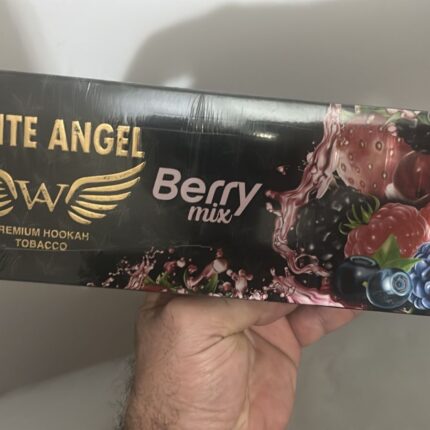 ITE ANGEL
W
REMIUM HOOKAH
TOBACCO
Berry
mix